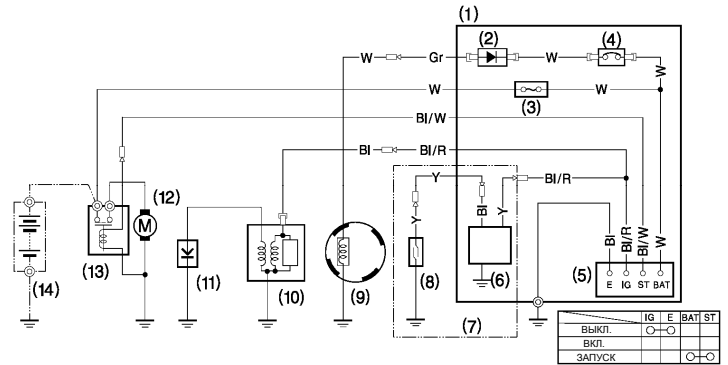 (1)
(2) (4)
W Gr W W
W W (3)
Bl/W
Bl Bl/R Bl/R
Y Bl/R
(12) Y Bl Y
M
(13) (11) (10) (9) (8) (6) (5)
Bl Bl/R Bl/W W
E IG ST BAT
(14) (7)
IG E BAT ST
ВЫКЛ.
ВКЛ.
ЗАПУСК